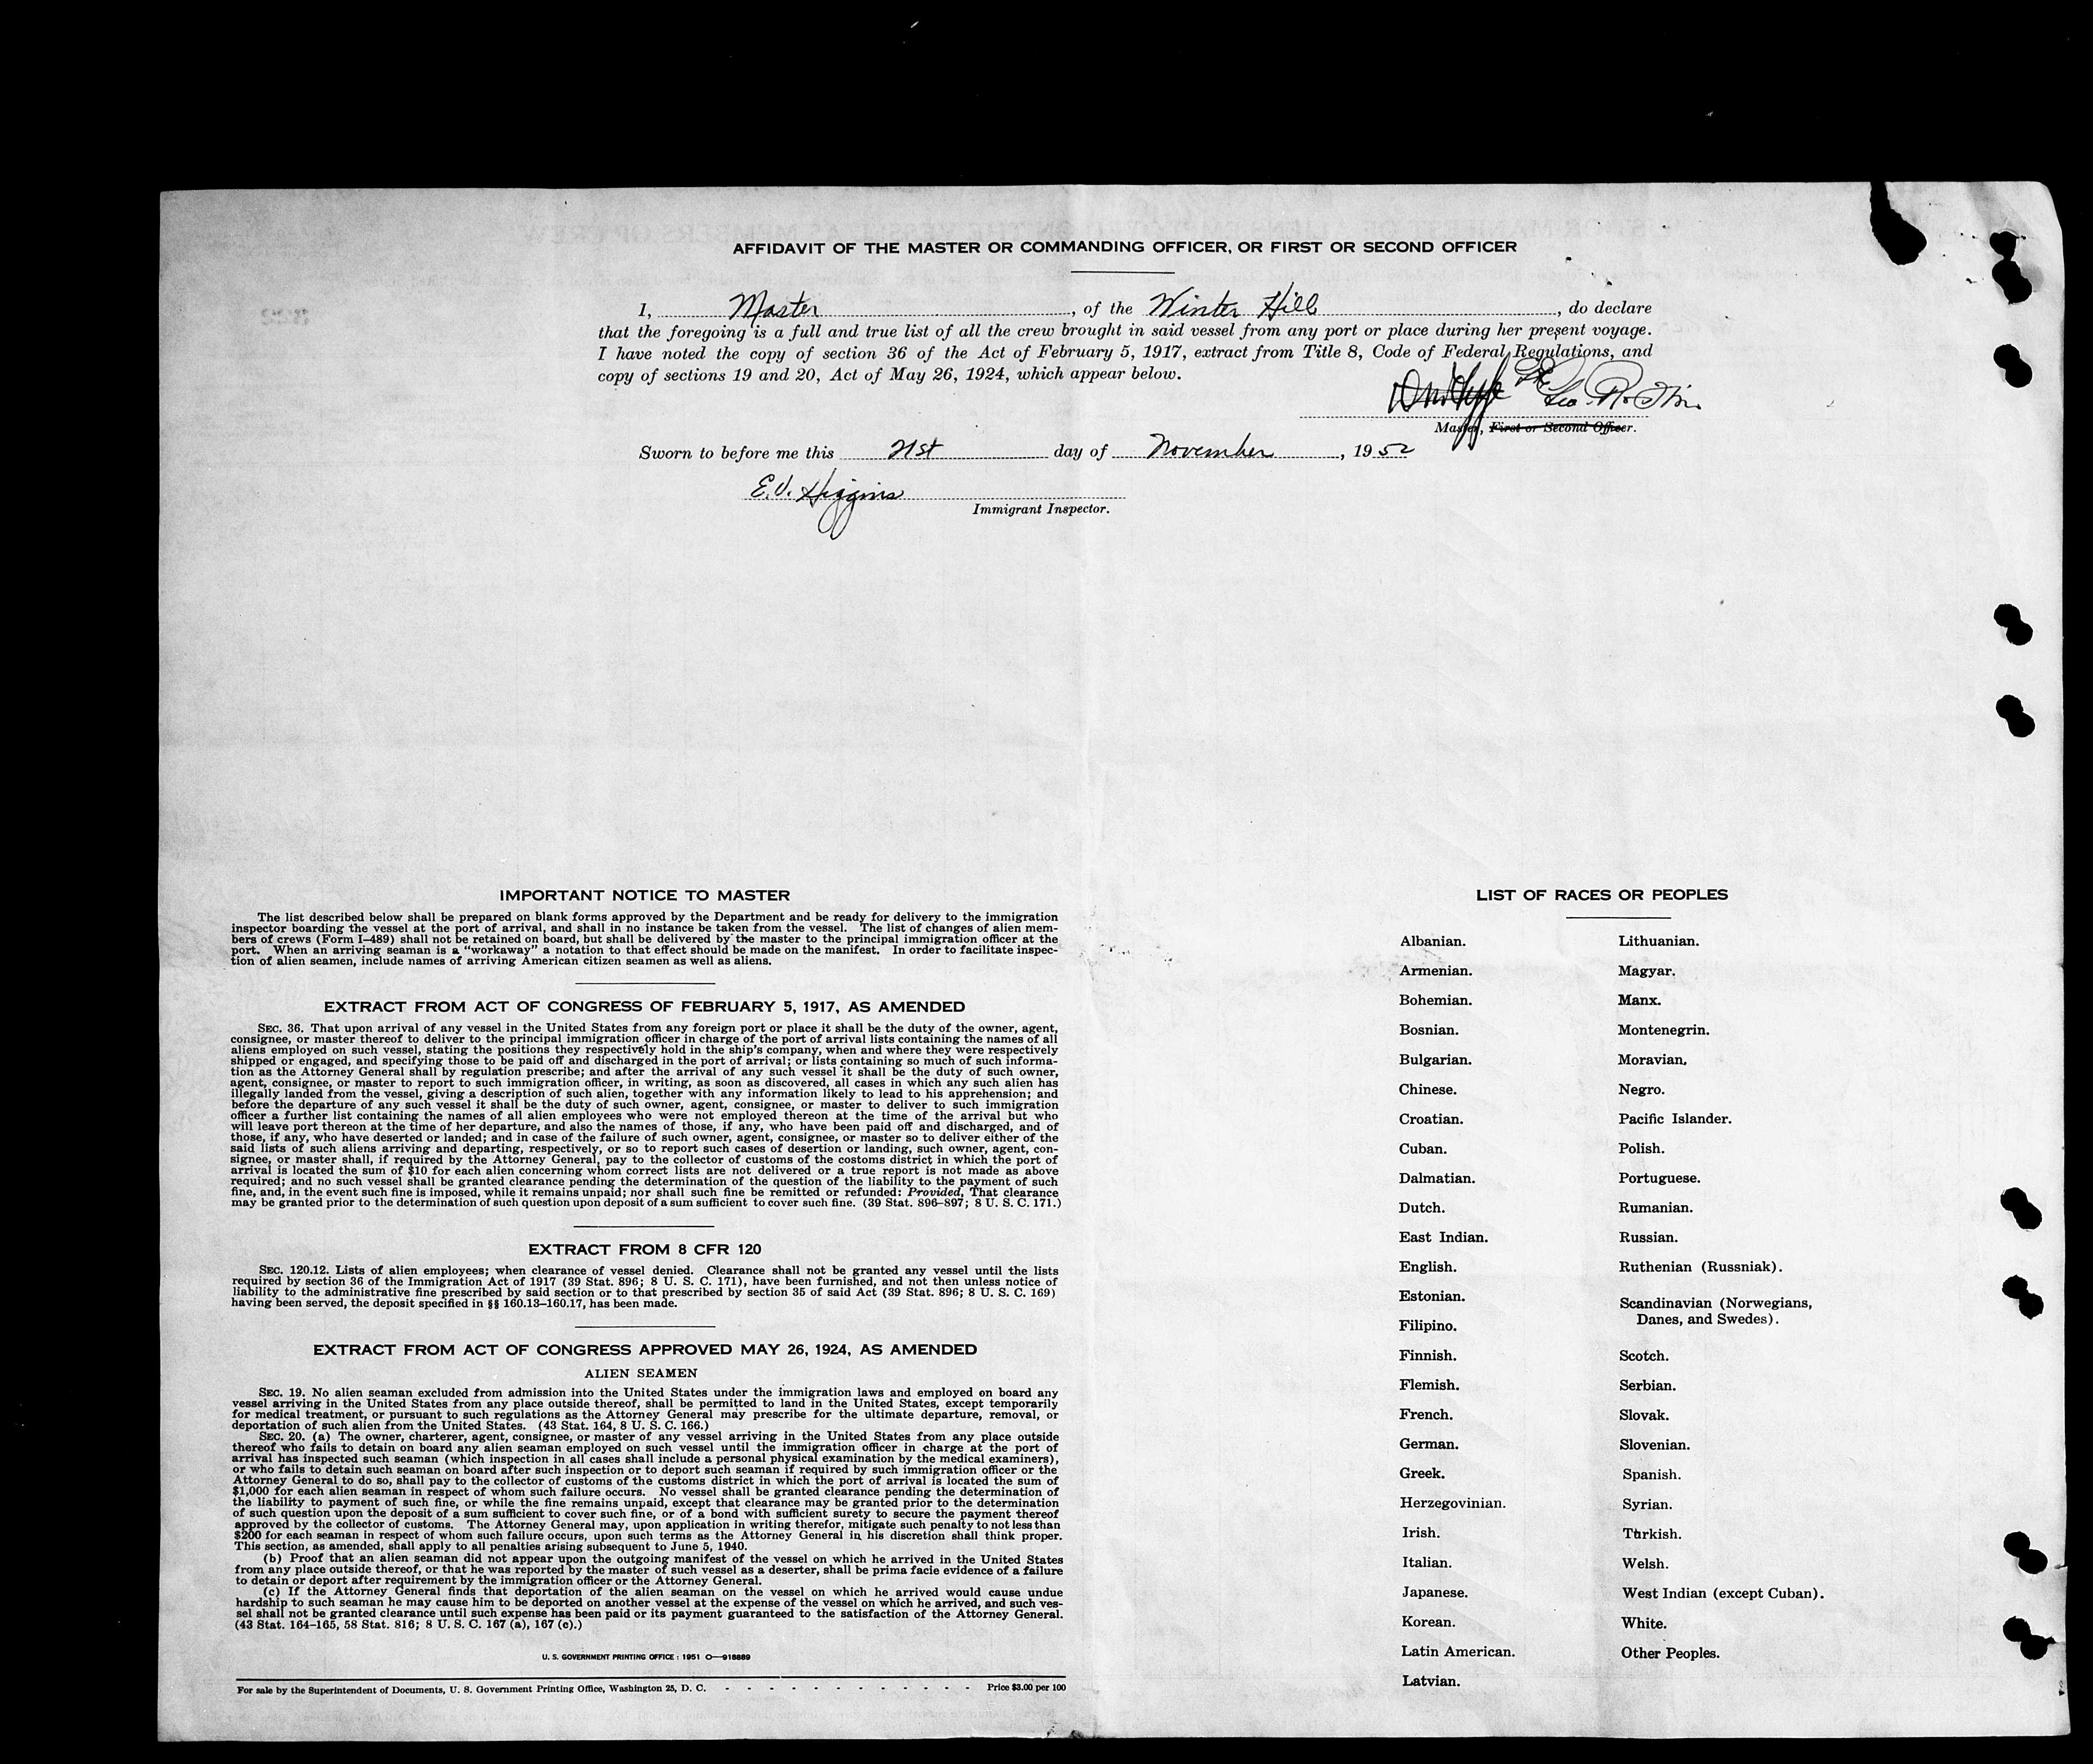 AFFIDAVIT OF THE MASTER OR COMMANDING OFFICER, OR FIRST OR SECOND OFFICER
I, Master, of the Winter Hill, do declare
that the foregoing is a full and true list of all the crew brought in said vessel from any port or place during her present voyage.
I have noted the copy of section 36 of the Act of February 5, 1917, extract from Title 8, Code of Federal Regulations, and
copy of sections 19 and 20, Act of May 26, 1924, which appear below.
Master, First or Second Officer.
Sworn to before me this 21st day of November, 1952
E.V. Higgins
Immigrant Inspector.
IMPORTANT NOTICE TO MASTER
The list described below shall be prepared on blank forms approved by the Department and be ready for delivery to the immigration
inspector boarding the vessel at the port of arrival, and shall in no instance be taken from the vessel. The list of changes of alien mem-
bers of crews (Form I–489) shall not be retained on board, but shall be delivered by the master to the principal immigration officer at the
port. When an arriving seaman is a “workaway” a notation to that effect should be made on the manifest. In order to facilitate inspec-
tion of alien seamen, include names of arriving American citizen seamen as well as aliens.
EXTRACT FROM ACT OF CONGRESS OF FEBRUARY 5, 1917, AS AMENDED
SEC. 36. That upon arrival of any vessel in the United States from any foreign port or place it shall be the duty of the owner, agent,
consignee, or master thereof to deliver to the principal immigration officer in charge of the port of arrival lists containing the names of all
aliens employed on such vessel, stating the positions they respectively hold in the ship's company, when and where they were respectively
shipped or engaged, and specifying those to be paid off and discharged in the port of arrival; or lists containing so much of such informa-
tion as the Attorney General shall by regulation prescribe; and after the arrival of any such vessel it shall be the duty of such owner,
agent, consignee, or master to report to such immigration officer, in writing, as soon as discovered, all cases in which any such alien has
illegally landed from the vessel, giving a description of such alien, together with any information likely to lead to his apprehension; and
before the departure of any such vessel it shall be the duty of such owner, agent, consignee, or master to deliver to such immigration
officer a further list containing the names of all alien employees who were not employed thereon at the time of the arrival but who
will leave port thereon at the time of her departure, and also the names of those, if any, who have been paid off and discharged, and of
those, if any, who have deserted or landed; and in case of the failure of such owner, agent, consignee, or master so to deliver either of the
said lists of such aliens arriving and departing, respectively, or so to report such cases of desertion or landing, such owner, agent, con-
signee, or master shall, if required by the Attorney General, pay to the collector of customs of the customs district in which the port of
arrival is located the sum of $10 for each alien concerning whom correct lists are not delivered or a true report is not made as above
required; and no such vessel shall be granted clearance pending the determination of the question of the liability to the payment of such
fine, and, in the event such fine is imposed, while it remains unpaid; nor shall such fine be remitted or refunded: Provided, That clearance
may be granted prior to the determination of such question upon deposit of a sum sufficient to cover such fine. (39 Stat. 896–897; 8 U. S. C. 171.)
EXTRACT FROM 8 CFR 120
SEC. 120.12. Lists of alien employees; when clearance of vessel denied. Clearance shall not be granted any vessel until the lists
required by section 36 of the Immigration Act of 1917 (39 Stat. 896; 8 U. S. C. 171), have been furnished, and not then unless notice of
liability to the administrative fine prescribed by said section or to that prescribed by section 35 of said Act (39 Stat. 896; 8 U. S. C. 169)
having been served, the deposit specified in §§ 160.13–160.17, has been made.
EXTRACT FROM ACT OF CONGRESS APPROVED MAY 26, 1924, AS AMENDED
ALIEN SEAMEN
SEC. 19. No alien seaman excluded from admission into the United States under the immigration laws and employed on board any
vessel arriving in the United States from any place outside thereof, shall be permitted to land in the United States, except temporarily
for medical treatment, or pursuant to such regulations as the Attorney General may prescribe for the ultimate departure, removal, or
deportation of such alien from the United States. (43 Stat. 164, 8 U. S. C. 166.)
SEC. 20. (a) The owner, charterer, agent, consignee, or master of any vessel arriving in the United States from any place outside
thereof who fails to detain on board any alien seaman employed on such vessel until the immigration officer in charge at the port of
arrival has inspected such seaman (which inspection in all cases shall include a personal physical examination by the medical examiners),
or who fails to detain such seaman on board after such inspection or to deport such seaman if required by such immigration officer or the
Attorney General to do so, shall pay to the collector of customs of the customs district in which the port of arrival is located the sum of
$1,000 for each alien seaman in respect of whom such failure occurs. No vessel shall be granted clearance pending the determination of
the liability to payment of such fine, or while the fine remains unpaid, except that clearance may be granted prior to the determination
of such question upon the deposit of a sum sufficient to cover such fine, or of a bond with sufficient surety to secure the payment thereof
approved by the collector of customs. The Attorney General may, upon application in writing therefor, mitigate such penalty to not less than
$200 for each seaman in respect of whom such failure occurs, upon such terms as the Attorney General in his discretion shall think proper.
This section, as amended, shall apply to all penalties arising subsequent to June 5, 1940.
(b) Proof that an alien seaman did not appear upon the outgoing manifest of the vessel on which he arrived in the United States
from any place outside thereof, or that he was reported by the master of such vessel as a deserter, shall be prima facie evidence of a failure
to detain or deport after requirement by the immigration officer or the Attorney General.
(c) If the Attorney General finds that deportation of the alien seaman on the vessel on which he arrived would cause undue
hardship to such seaman he may cause him to be deported on another vessel at the expense of the vessel on which he arrived, and such ves-
sel shall not be granted clearance until such expense has been paid or its payment guaranteed to the satisfaction of the Attorney General.
(43 Stat. 164–165, 58 Stat. 816; 8 U. S. C. 167 (a), 167 (c).)
U. S. GOVERNMENT PRINTING OFFICE : 1951 O—918889
For sale by the Superintendent of Documents, U. S. Government Printing Office, Washington 25, D. C. - - - - - - - - - - - - Price $3.00 per 100
LIST OF RACES OR PEOPLES
Albanian.
Armenian.
Bohemian.
Bosnian.
Bulgarian.
Chinese.
Croatian.
Cuban.
Dalmatian.
Dutch.
East Indian.
English.
Estonian.
Filipino.
Finnish.
Flemish.
French.
German.
Greek.
Herzegovinian.
Irish.
Italian.
Japanese.
Korean.
Latin American.
Latvian.
Lithuanian.
Magyar.
Manx.
Montenegrin.
Moravian.
Negro.
Pacific Islander.
Polish.
Portuguese.
Rumanian.
Russian.
Ruthenian (Russniak).
Scandinavian (Norwegians,
Danes, and Swedes).
Scotch.
Serbian.
Slovak.
Slovenian.
Spanish.
Syrian.
Turkish.
Welsh.
West Indian (except Cuban).
White.
Other Peoples.